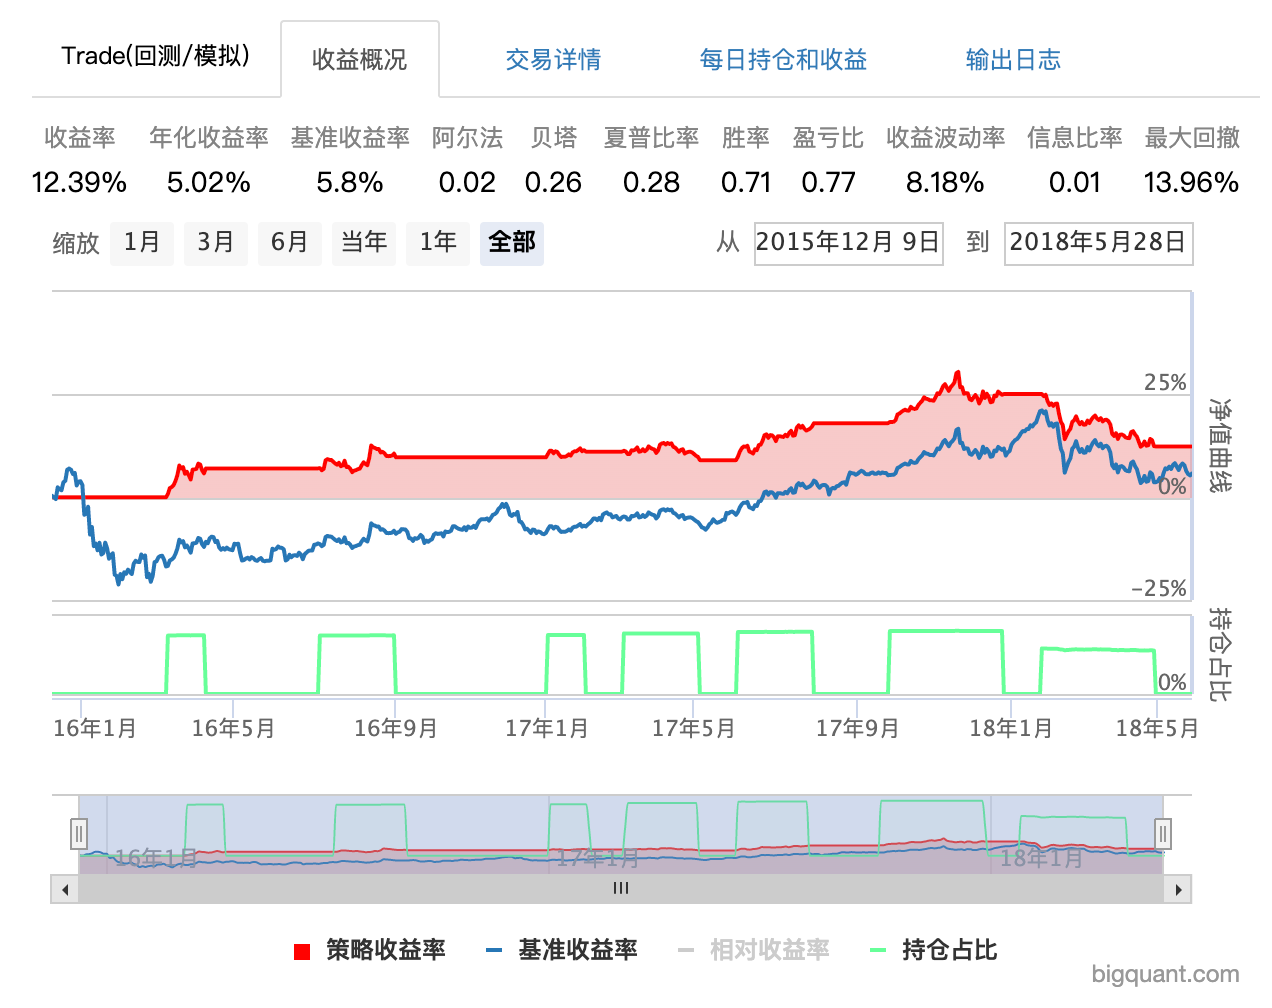 Trade(回测/模拟) 收益概况 交易详情 每日持仓和收益 输出日志
收益率 年化收益率 基准收益率 阿尔法 贝塔 夏普比率 胜率 盈亏比 收益波动率 信息比率 最大回撤
12.39% 5.02% 5.8% 0.02 0.26 0.28 0.71 0.77 8.18% 0.01 13.96%
缩放 1月 3月 6月 当年 1年 全部 从 2015年12月 9日 到 2018年5月28日
25%
0%
-25%
净值曲线
0%
持仓占比
16年1月 16年5月 16年9月 17年1月 17年5月 17年9月 18年1月 18年5月
16年1月 17年1月 18年1月
策略收益率 基准收益率 相对收益率 持仓占比
bigquant.com